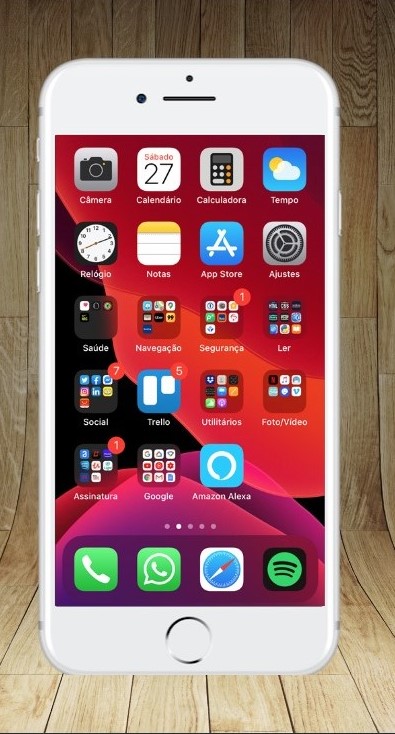 Sábado
27
Câmera
Calendário
Calculadora
Tempo
Relógio
Notas
App Store
Ajustes
1
Saúde
Navegação
Segurança
Ler
7
5
Social
Trello
Utilitários
Foto/Vídeo
1
Assinatura
Google
Amazon Alexa